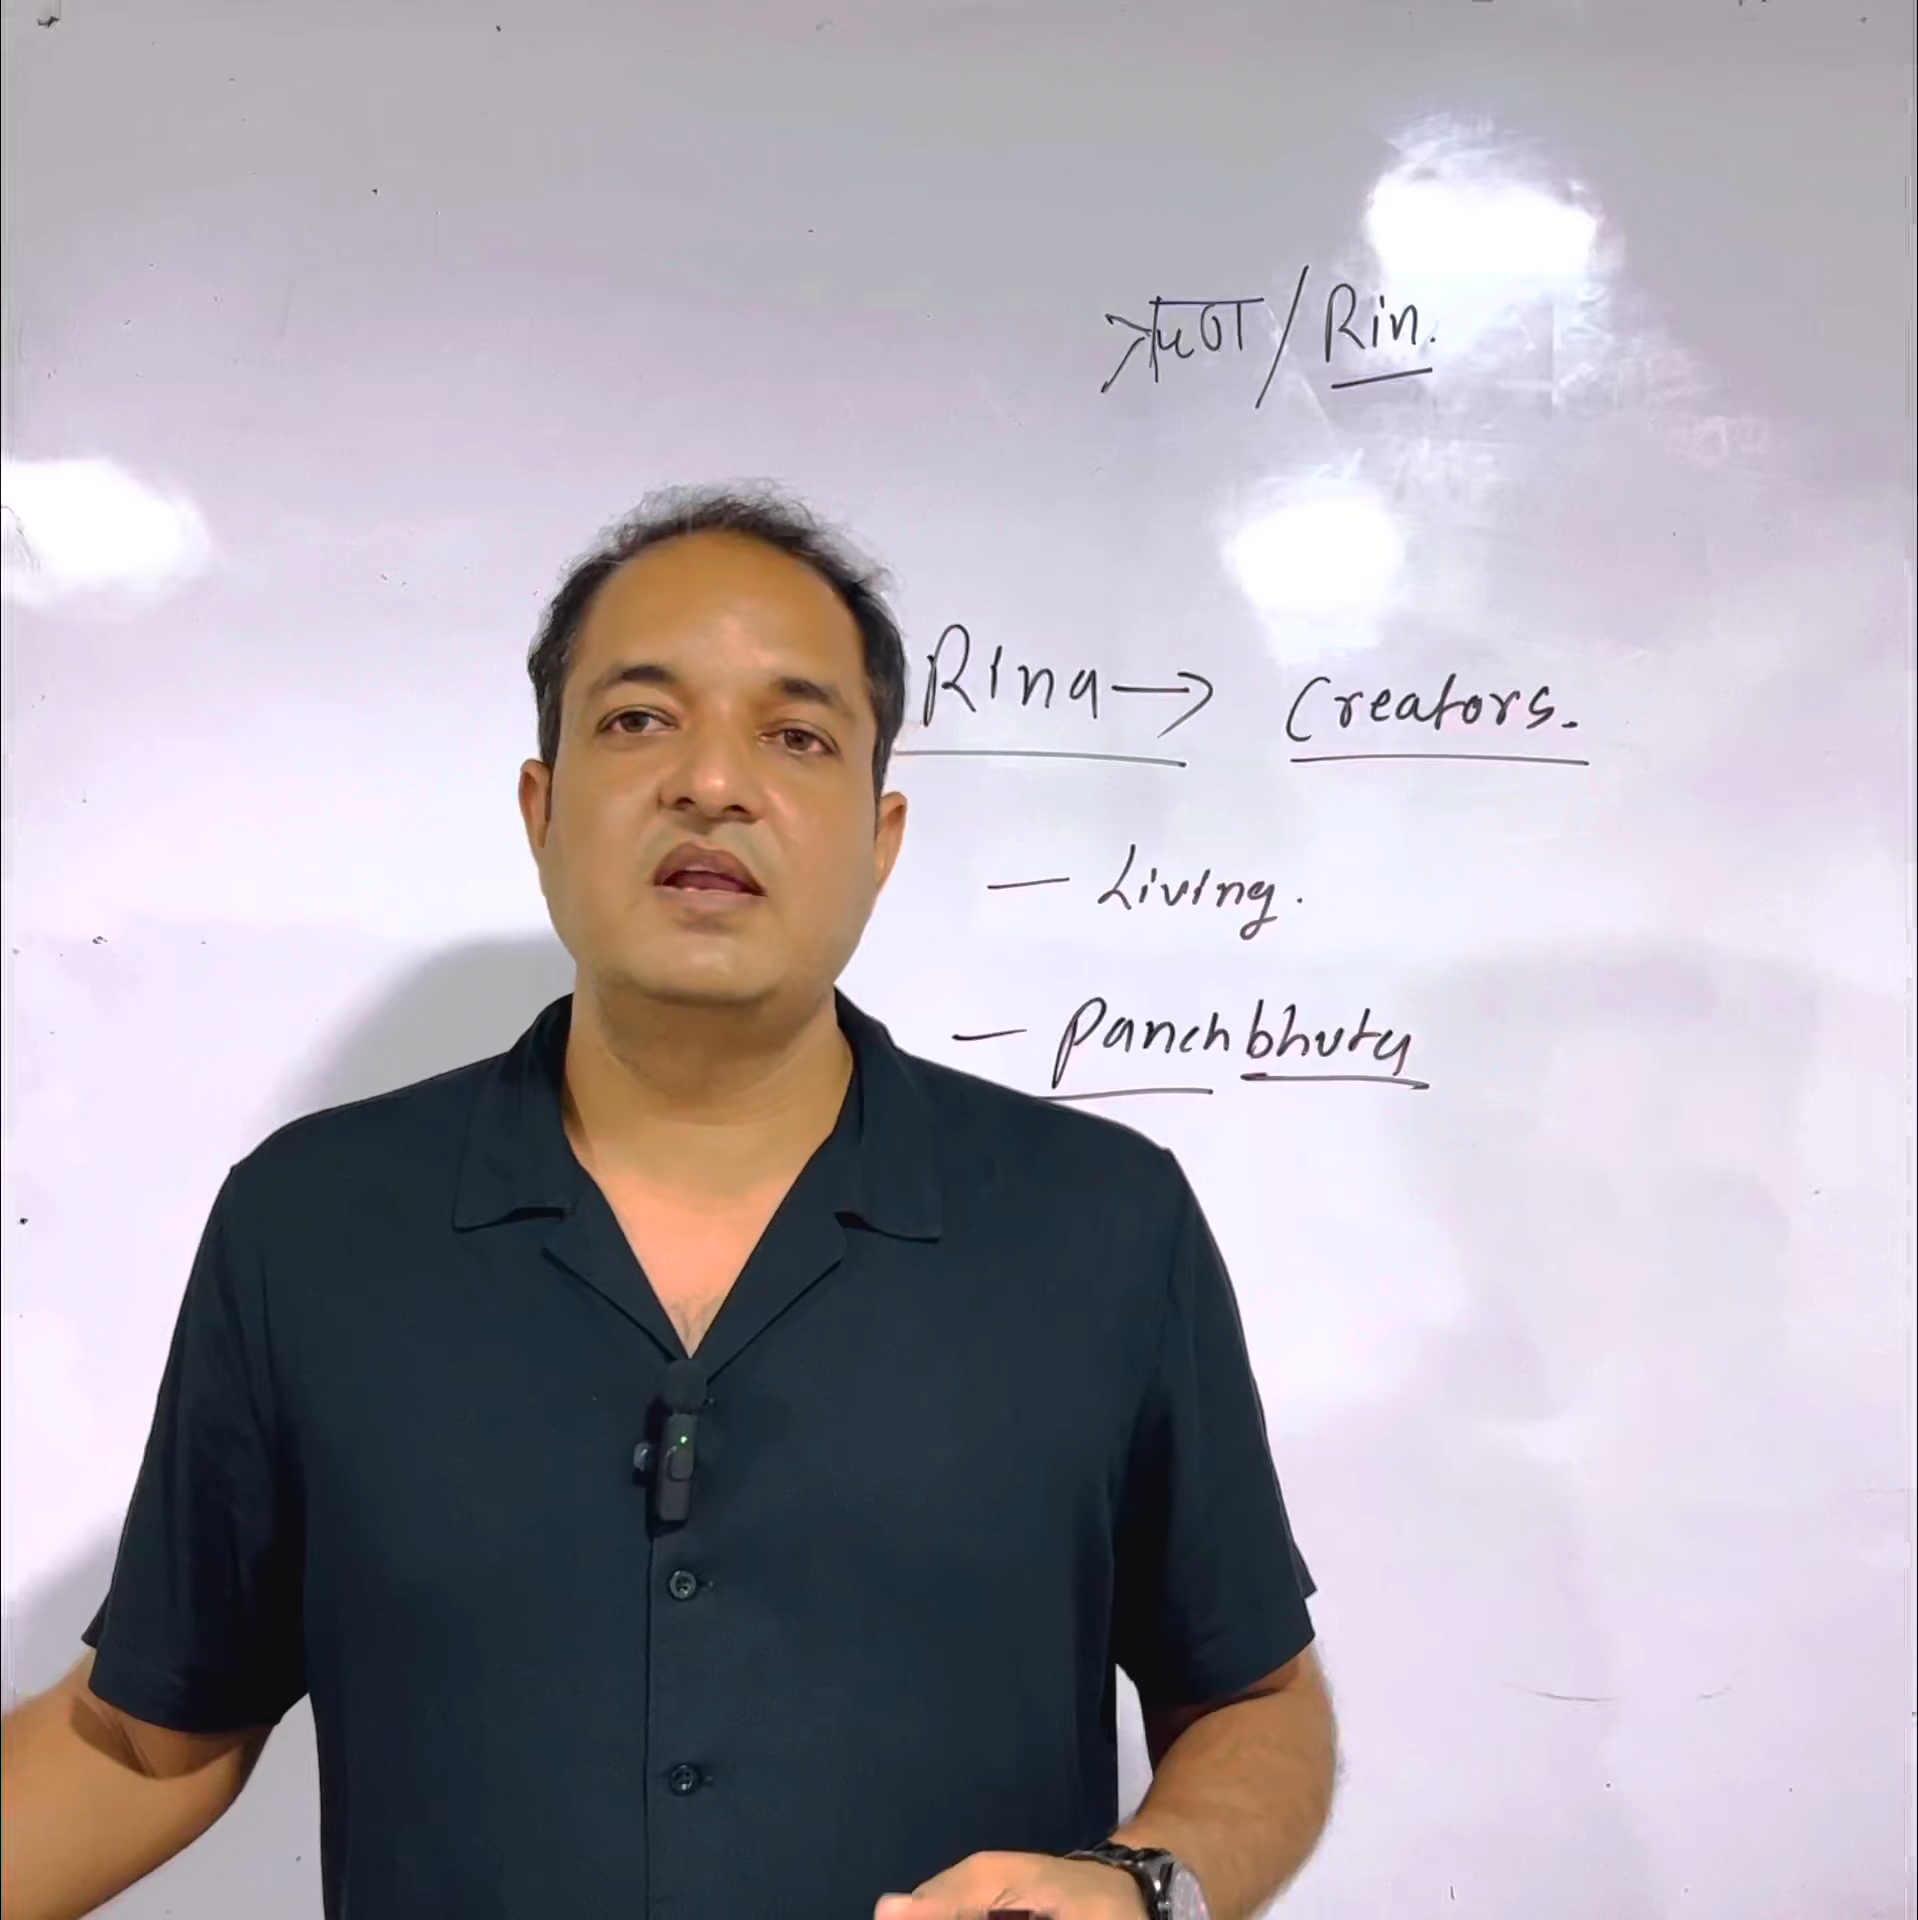 ऋण / Rin.
Rina → Creators.
- Living.
- Panchbhuta